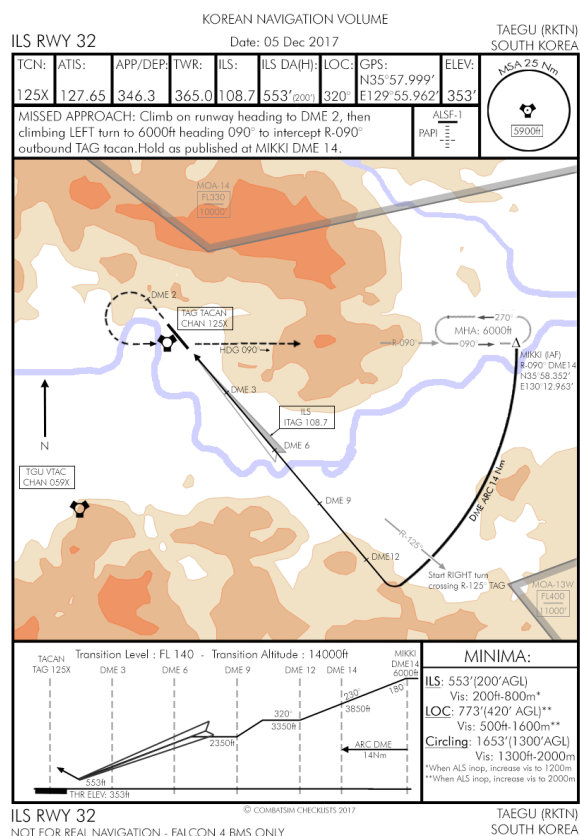 KOREAN NAVIGATION VOLUME
ILS RWY 32
Date: 05 Dec 2017
TAEGU (RKTN)
SOUTH KOREA
TCN:
125X
ATIS:
127.65
APP/DEP:
346.3
TWR:
365.0
ILS:
108.7
ILS DA(H):
553'(200')
LOC:
320°
GPS:
N35°57.999'
E129°55.962'
ELEV:
353'
MSA 25 Nm
5900ft
MISSED APPROACH: Climb on runway heading to DME 2, then
climbing LEFT turn to 6000ft heading 090° to intercept R-090°
outbound TAG tacan.Hold as published at MIKKI DME 14.
ALSF-1
PAPI
MOA-14
FL330
10000'
DME 2
TAG TACAN
CHAN 125X
HDG 090°
R-090°
270°
MHA: 6000ft
090°
MIKKI (IAF)
R-090° DME14
N35°58.352'
E130°12.963'
DME 3
ILS
ITAG 108.7
DME 6
N
TGU VTAC
CHAN 059X
DME 9
DME ARC 14 Nm
R-125°
DME12
Start RIGHT turn
crossing R-125° TAG
MOA-13W
FL400
11000'
Transition Level : FL 140 - Transition Altitude : 14000ft
TACAN
TAG 125X
DME 3
DME 6
DME 9
DME 12
DME 14
MIKKI
DME14
6000ft
180°
230°
3850ft
320°
3350ft
2350ft
ARC DME
14Nm
553ft
THR ELEV: 353ft
MINIMA:
ILS: 553'(200'AGL)
Vis: 200ft-800m*
LOC: 773'(420' AGL)**
Vis: 500ft-1600m**
Circling: 1653'(1300'AGL)
Vis: 1300ft-2000m
*When ALS inop, increase vis to 1200m
**When ALS inop, increase vis to 2000m
ILS RWY 32
© COMBATSIM CHECKLISTS 2017
TAEGU (RKTN)
SOUTH KOREA
NOT FOR REAL NAVIGATION - FALCON 4 BMS ONLY